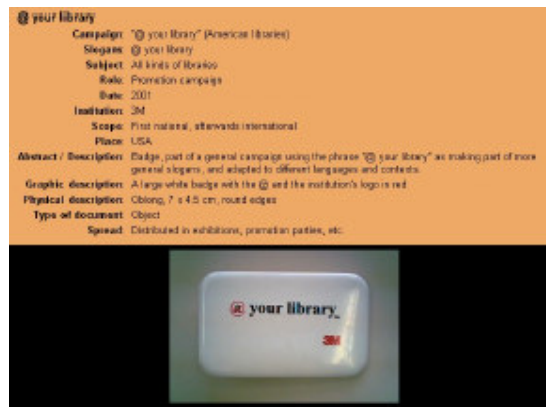 @ your library
Campaign: "@ your library" (American libraries)
Slogans: @ your library
Subject: All kinds of libraries
Role: Promotion campaign
Date: 2001
Institution: 3M
Scope: First national, afterwards international
Place: USA
Abstract / Description: Badge, part of a general campaign using the phrase "@ your library" as making part of more
general slogans, and adapted to different languages and contexts.
Graphic description: A large white badge with the @ and the institution's logo in red
Physical description: Oblong, 7 x 4.5 cm, round edges
Type of document: Object
Spread: Distributed in exhibitions, promotion parties, etc.
@ your library
3M